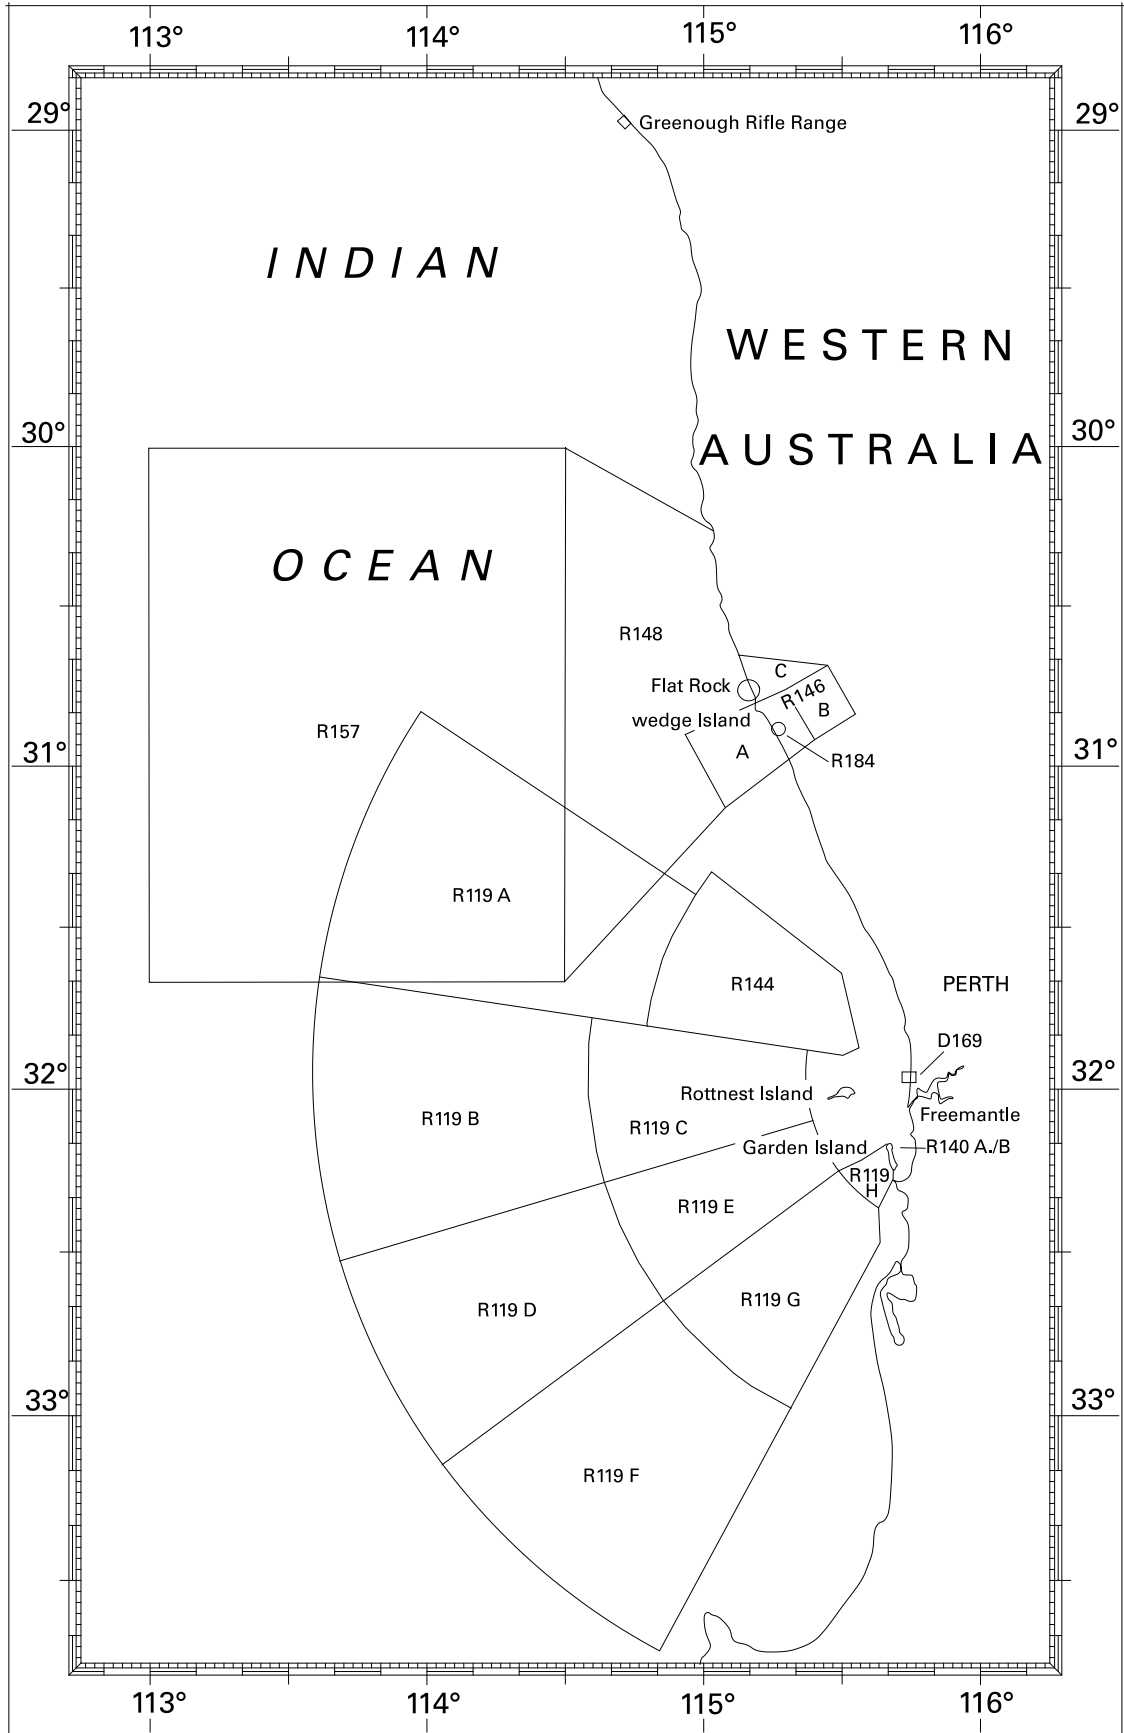 113° 114° 115° 116°
29° 29°
Greenough Rifle Range
INDIAN
WESTERN
30° 30°
AUSTRALIA
OCEAN
R148
C
Flat Rock
R146
B
wedge Island
R157
A
31° 31°
R184
R119 A
R144
PERTH
D169
32° 32°
Rottnest Island
Freemantle
R119 B
R119 C
Garden Island
R140 A./B
R119
H
R119 E
R119 G
R119 D
33° 33°
R119 F
113° 114° 115° 116°